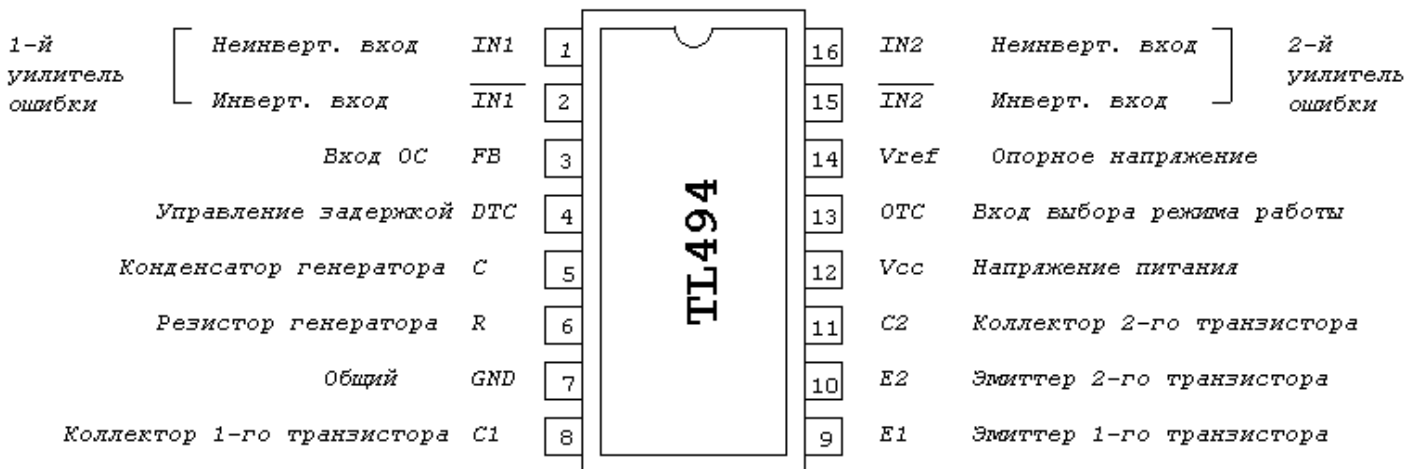 1-й уилитель ошибки
Неинверт. вход IN1 1
Инверт. вход IN1 2
Вход ОС FB 3
Управление задержкой DTC 4
Конденсатор генератора C 5
Резистор генератора R 6
Общий GND 7
Коллектор 1-го транзистора C1 8
TL494
16 IN2 Неинверт. вход
15 IN2 Инверт. вход
2-й уилитель ошибки
14 Vref Опорное напряжение
13 OTC Вход выбора режима работы
12 Vcc Напряжение питания
11 C2 Коллектор 2-го транзистора
10 E2 Эмиттер 2-го транзистора
9 E1 Эмиттер 1-го транзистора